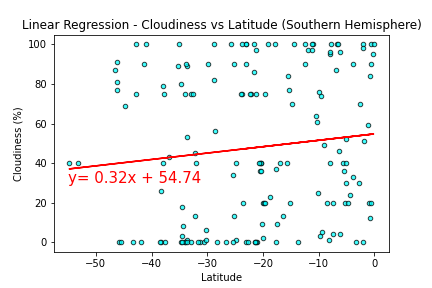 Linear Regression - Cloudiness vs Latitude (Southern Hemisphere)
100
80
60
40
20
0
Cloudiness (%)
y= 0.32x + 54.74
−50 −40 −30 −20 −10 0
Latitude